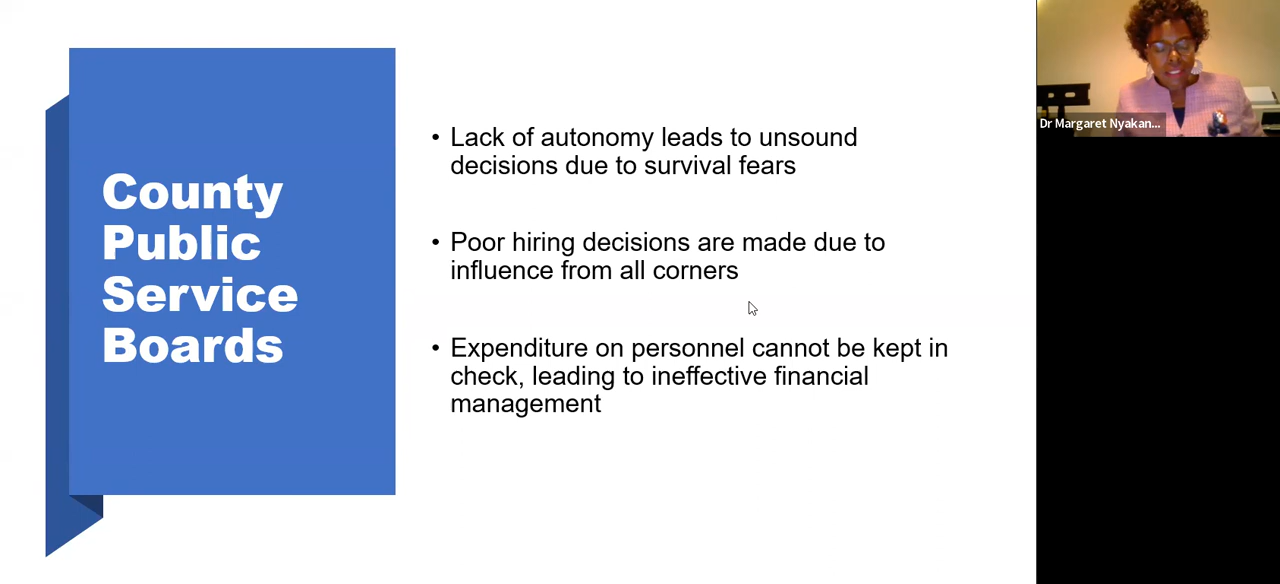 County
Public
Service
Boards
• Lack of autonomy leads to unsound
decisions due to survival fears
• Poor hiring decisions are made due to
influence from all corners
• Expenditure on personnel cannot be kept in
check, leading to ineffective financial
management
Dr Margaret Nyakan...